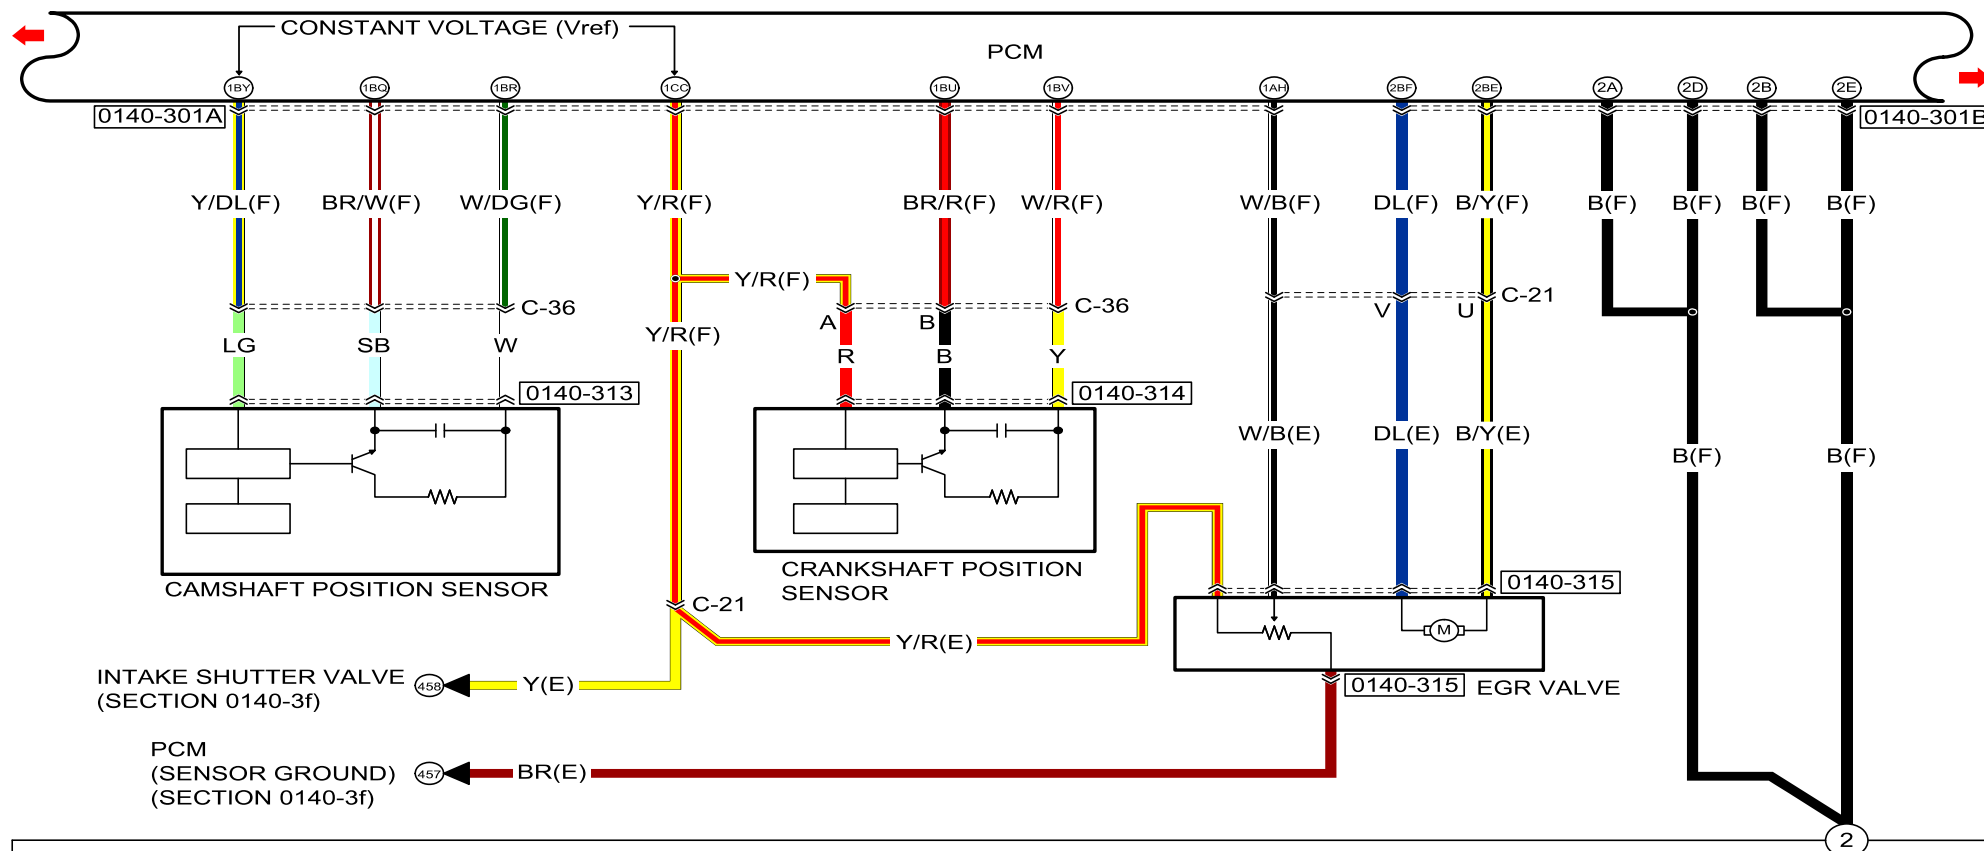 CONSTANT VOLTAGE (Vref)
PCM
1BY 1BQ 1BR 1CC 1BU 1BV 1AH 2BF 2BE 2A 2D 2B 2E
0140-301A 0140-301B
Y/DL(F) BR/W(F) W/DG(F) Y/R(F) BR/R(F) W/R(F) W/B(F) DL(F) B/Y(F) B(F) B(F) B(F) B(F)
Y/R(F)
C-36 C-36 C-21
A B V U
Y/R(F)
LG SB W R B Y
0140-313 0140-314
W/B(E) DL(E) B/Y(E) B(F) B(F)
CAMSHAFT POSITION SENSOR
CRANKSHAFT POSITION
SENSOR
0140-315
C-21
M
Y/R(E)
INTAKE SHUTTER VALVE
(SECTION 0140-3f)
458
Y(E)
0140-315 EGR VALVE
PCM
(SENSOR GROUND)
(SECTION 0140-3f)
457
BR(E)
2